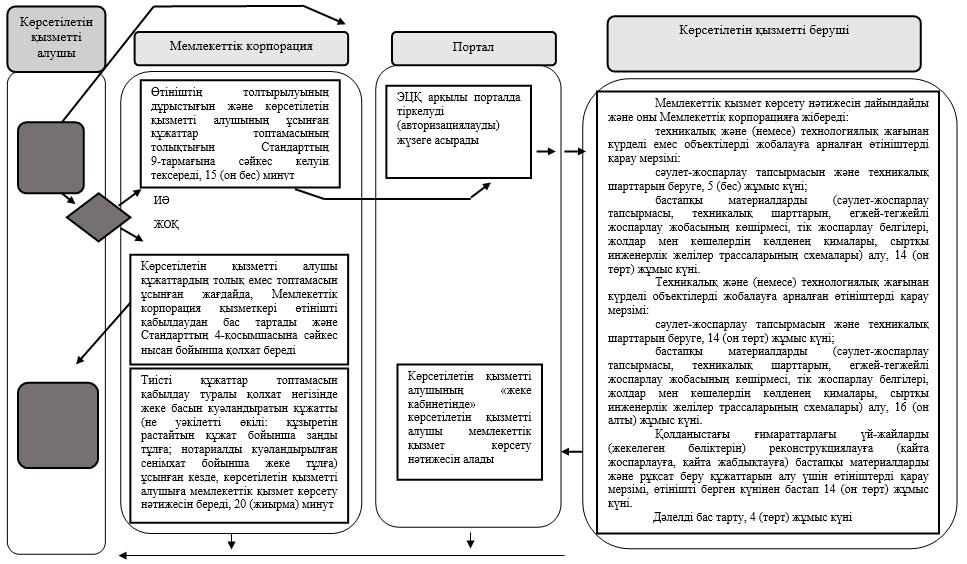 Көрсетілетін
қызметті
алушы
Мемлекеттік корпорация
Портал
Көрсетілетін қызметті беруші
Өтініштің толтырылуының
дұрыстығын және көрсетілетін
қызметті алушының ұсынған
құжаттар топтамасының
толықтығын Стандарттың
9-тармағына сәйкес келуін
тексереді, 15 (он бес) минут
ИӘ
ЖОҚ
Көрсетілетін қызметті алушы
құжаттардың толық емес топтамасын
ұсынған жағдайда, Мемлекеттік
корпорация қызметкері өтінішті
қабылдаудан бас тартады және
Стандарттың 4-қосымшасына сәйкес
нысан бойынша қолхат береді
Тиісті құжаттар топтамасын
қабылдау туралы қолхат негізінде
жеке басын куәландыратын құжатты
(не уәкілетті өкілі: құзыретін
растайтын құжат бойынша заңды
тұлға; нотариалды куәландырылған
сенімхат бойынша жеке тұлға)
ұсынған кезде, көрсетілетін қызметті
алушыға мемлекеттік қызмет көрсету
нәтижесін береді, 20 (жиырма) минут
ЭЦҚ арқылы порталда
тіркелуді
(авторизациялауды)
жүзеге асырады
Көрсетілетін қызметті
алушының «жеке
кабинетінде»
көрсетілетін қызметті
алушы мемлекеттік
қызмет көрсету
нәтижесін алады
Мемлекеттік қызмет көрсету нәтижесін дайындайды
және оны Мемлекеттік корпорацияға жібереді:
техникалық және (немесе) технологиялық жағынан
күрделі емес объектілерді жобалауға арналған өтініштерді
қарау мерзімі:
сәулет-жоспарлау тапсырмасын және техникалық
шарттарын беруге, 5 (бес) жұмыс күні;
бастапқы материалдарды (сәулет-жоспарлау
тапсырмасы, техникалық шарттарын, егжей-тегжейлі
жоспарлау жобасының көшірмесі, тік жоспарлау белгілері,
жолдар мен көшелердің көлденең қималары, сыртқы
инженерлік желілер трассаларының схемалары) алу, 14 (он
төрт) жұмыс күні.
Техникалық және (немесе) технологиялық жағынан
күрделі объектілерді жобалауға арналған өтініштерді қарау
мерзімі:
сәулет-жоспарлау тапсырмасын және техникалық
шарттарын беруге, 14 (он төрт) жұмыс күні;
бастапқы материалдарды (сәулет-жоспарлау
тапсырмасы, техникалық шарттарын, егжей-тегжейлі
жоспарлау жобасының көшірмесі, тік жоспарлау белгілері,
жолдар мен көшелердің көлденең қималары, сыртқы
инженерлік желілер трассаларының схемалары) алу, 16 (он
алты) жұмыс күні.
Қолданыстағы ғимараттарлағы үй-жайларды
(жекелеген бөліктерін) реконструкциялауға (қайта
жоспарлауға, қайта жабдықтауға) бастапқы материалдарды
және рұқсат беру құжаттарын алу үшін өтініштерді қарау
мерзімі, өтінішті берген күнінен бастап 14 (он төрт) жұмыс
күні.
Дәлелді бас тарту, 4 (төрт) жұмыс күні